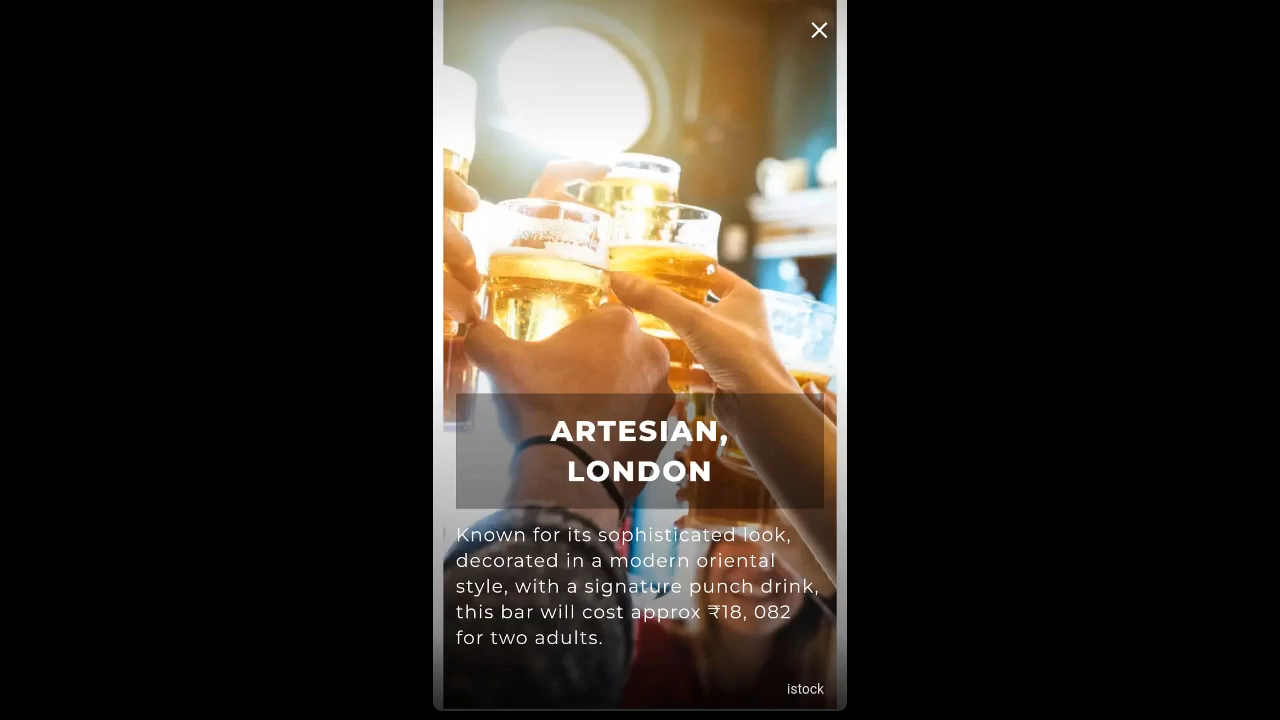 ARTESIAN,
LONDON
Known for its sophisticated look,
decorated in a modern oriental
style, with a signature punch drink,
this bar will cost approx ₹18, 082
for two adults.
istock